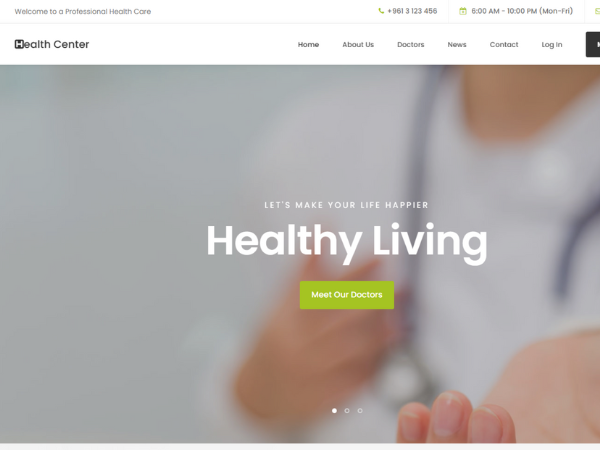 Welcome to a Professional Health Care
+961 3 123 456
6:00 AM - 10:00 PM (Mon-Fri)
Health Center
Home
About Us
Doctors
News
Contact
Log In
LET'S MAKE YOUR LIFE HAPPIER
Healthy Living
Meet Our Doctors